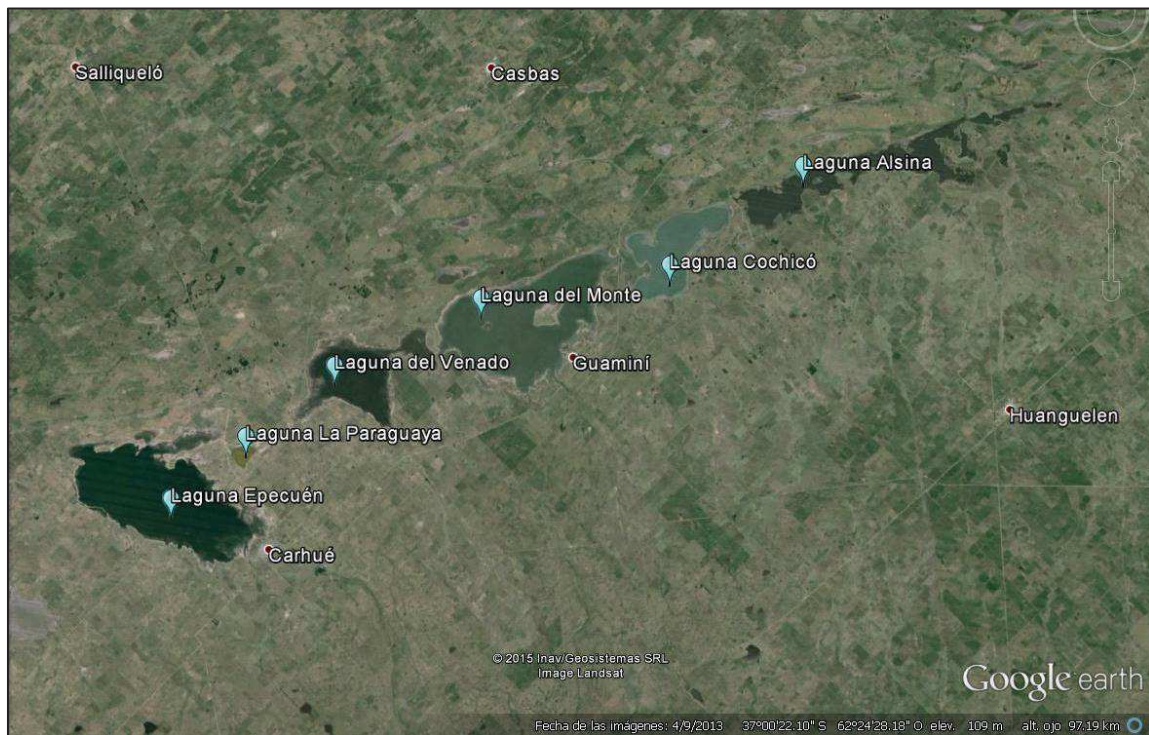 Salliqueló
Casbas
Laguna Alsina
Laguna Cochicó
Laguna del Monte
Guaminí
Laguna del Venado
Huanguelen
Laguna La Paraguaya
Laguna Epecuén
Carhué
© 2015 Inav/Geosistemas SRL
Image Landsat
Google earth
Fecha de las imágenes: 4/9/2013 37°00'22.10" S 62°24'28.18" O elev. 109 m alt. ojo 97.19 km